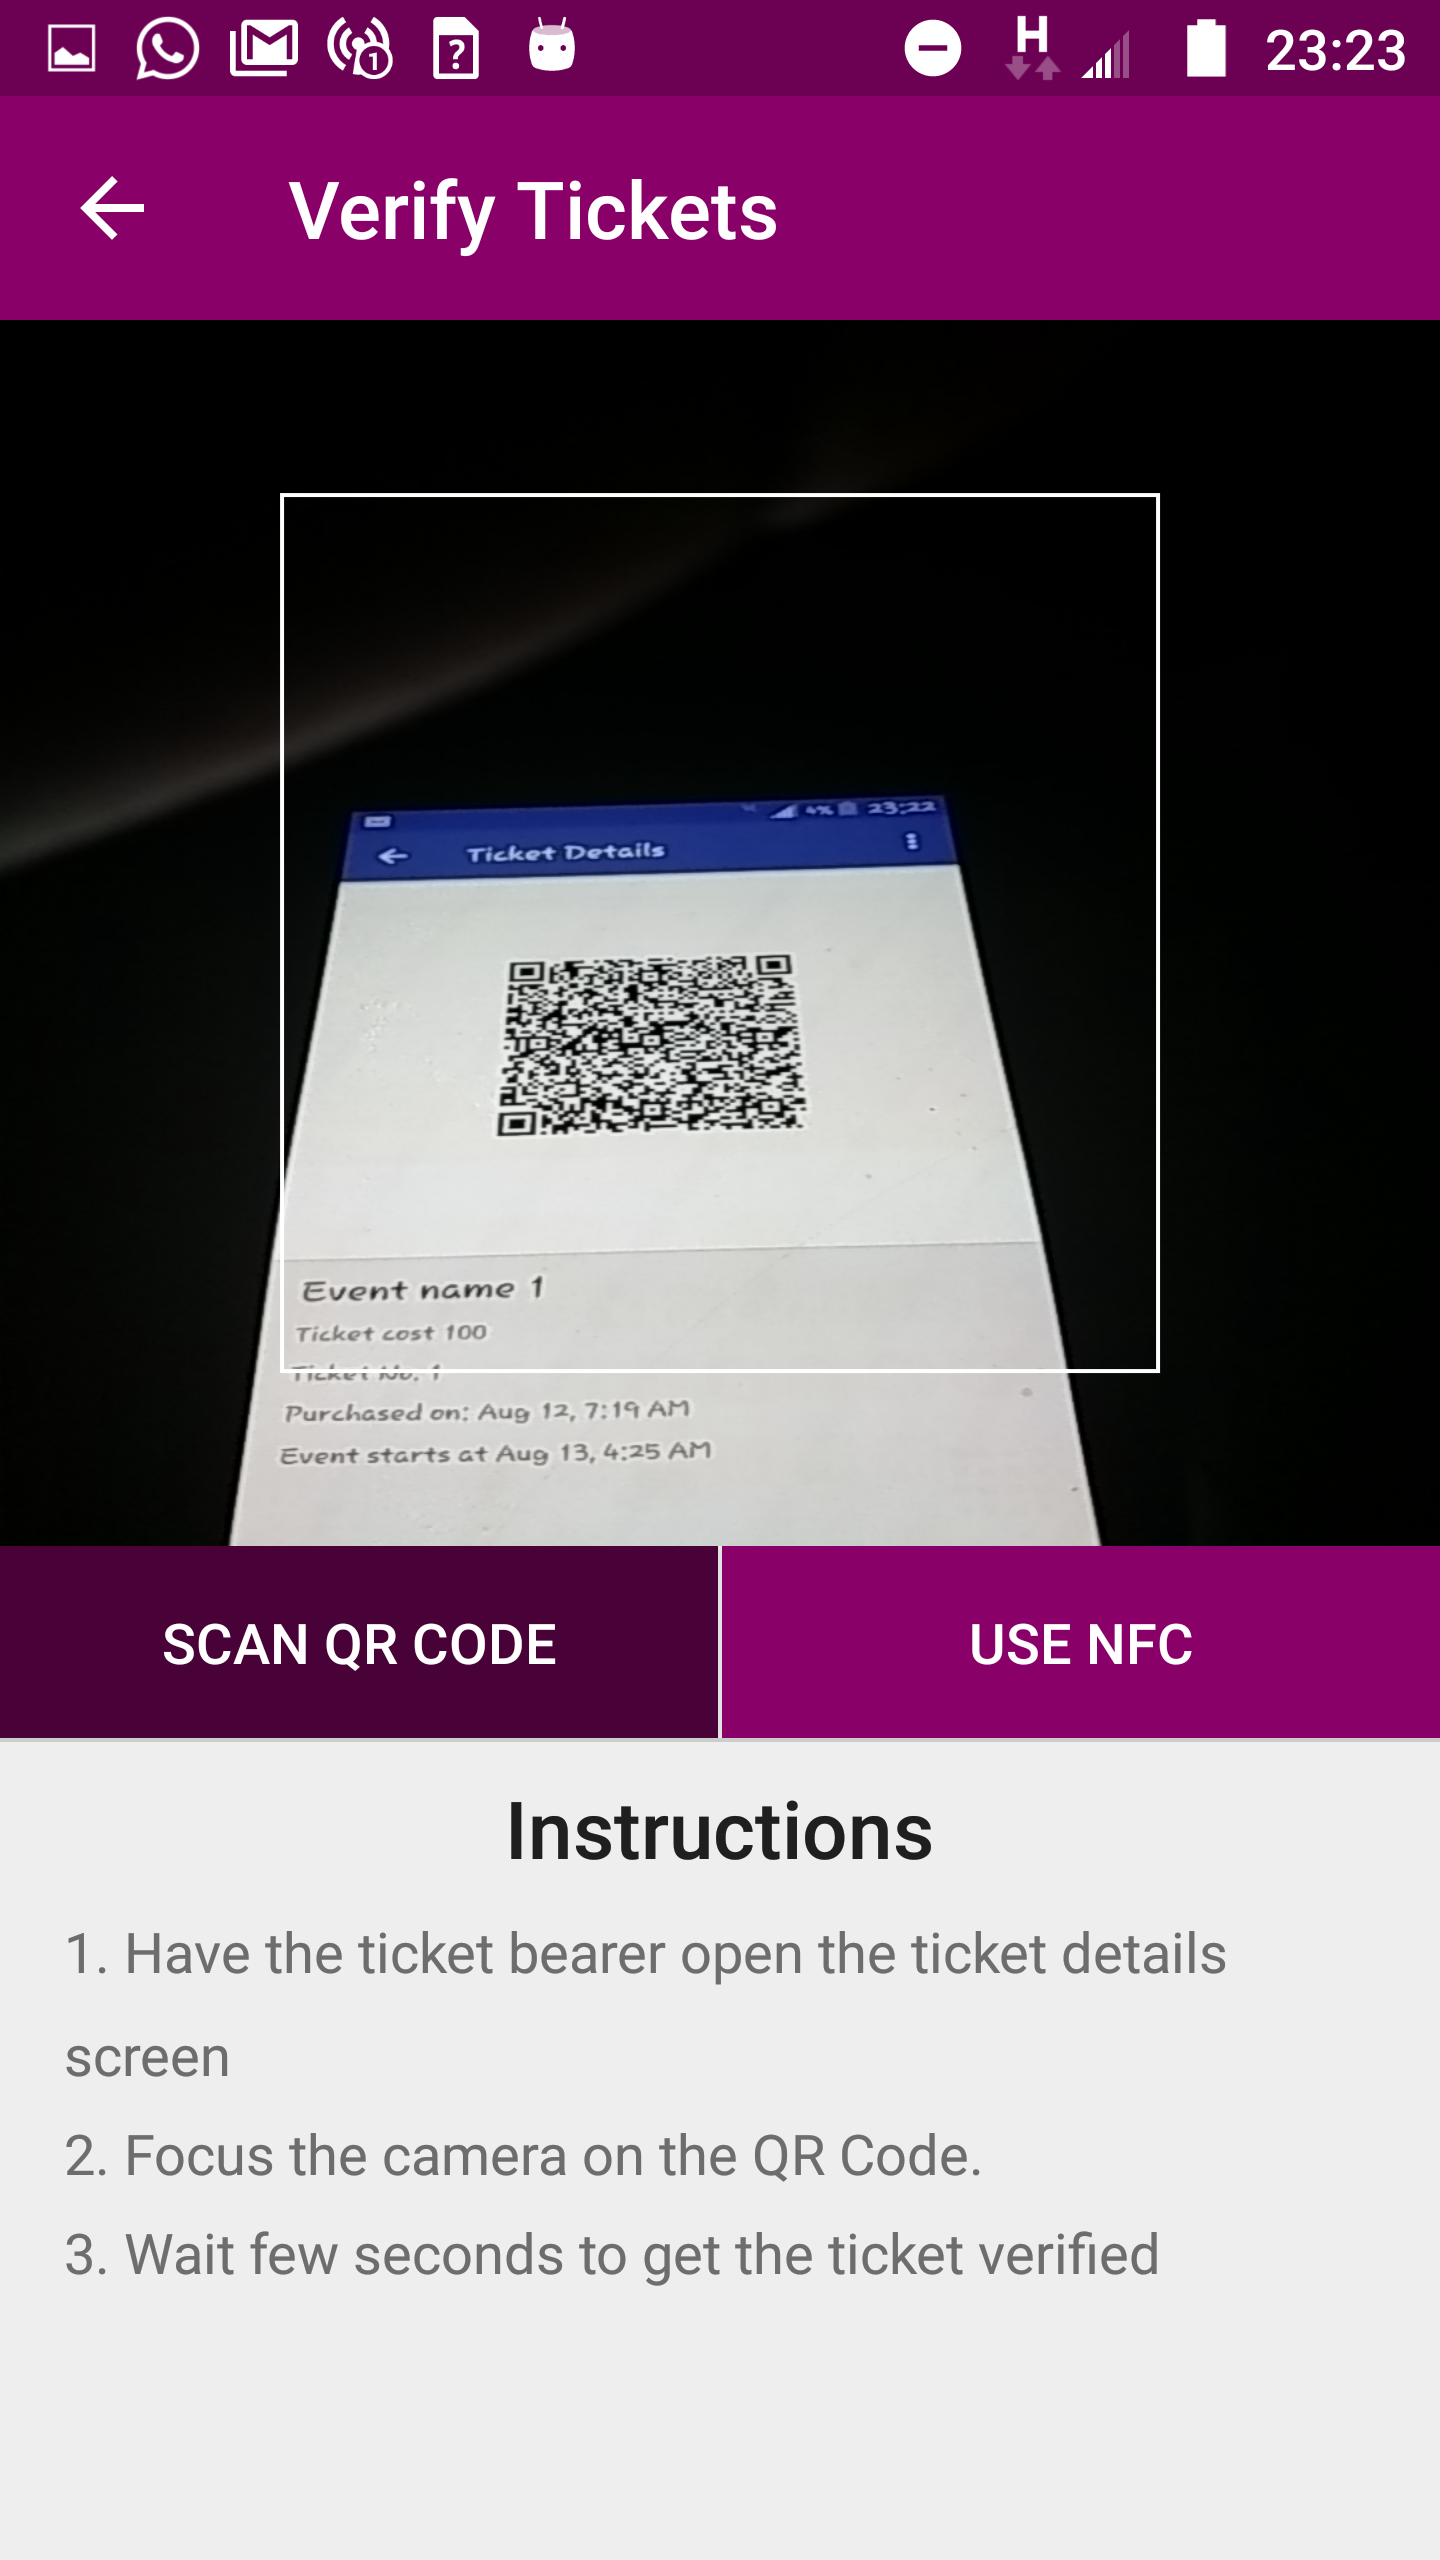 23:23
Verify Tickets
4% 23:22
Ticket Details
Event name 1
Ticket cost 100
Ticket No. 1
Purchased on: Aug 12, 7:19 AM
Event starts at Aug 13, 4:25 AM
SCAN QR CODE
USE NFC
Instructions
1. Have the ticket bearer open the ticket details
screen
2. Focus the camera on the QR Code.
3. Wait few seconds to get the ticket verified